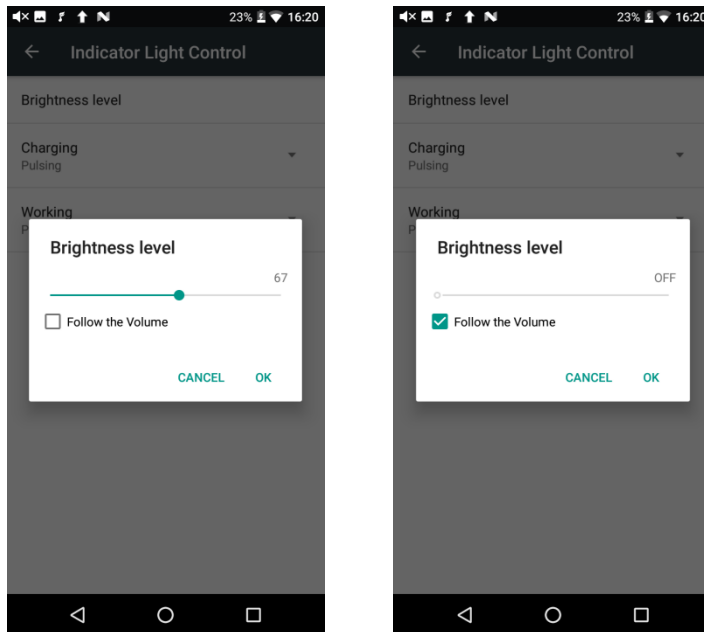 23% 16:20
Indicator Light Control
Brightness level
Charging
Pulsing
Working
P
Brightness level
67
Follow the Volume
CANCEL OK
23% 16:20
Indicator Light Control
Brightness level
Charging
Pulsing
Working
P
Brightness level
OFF
Follow the Volume
CANCEL OK